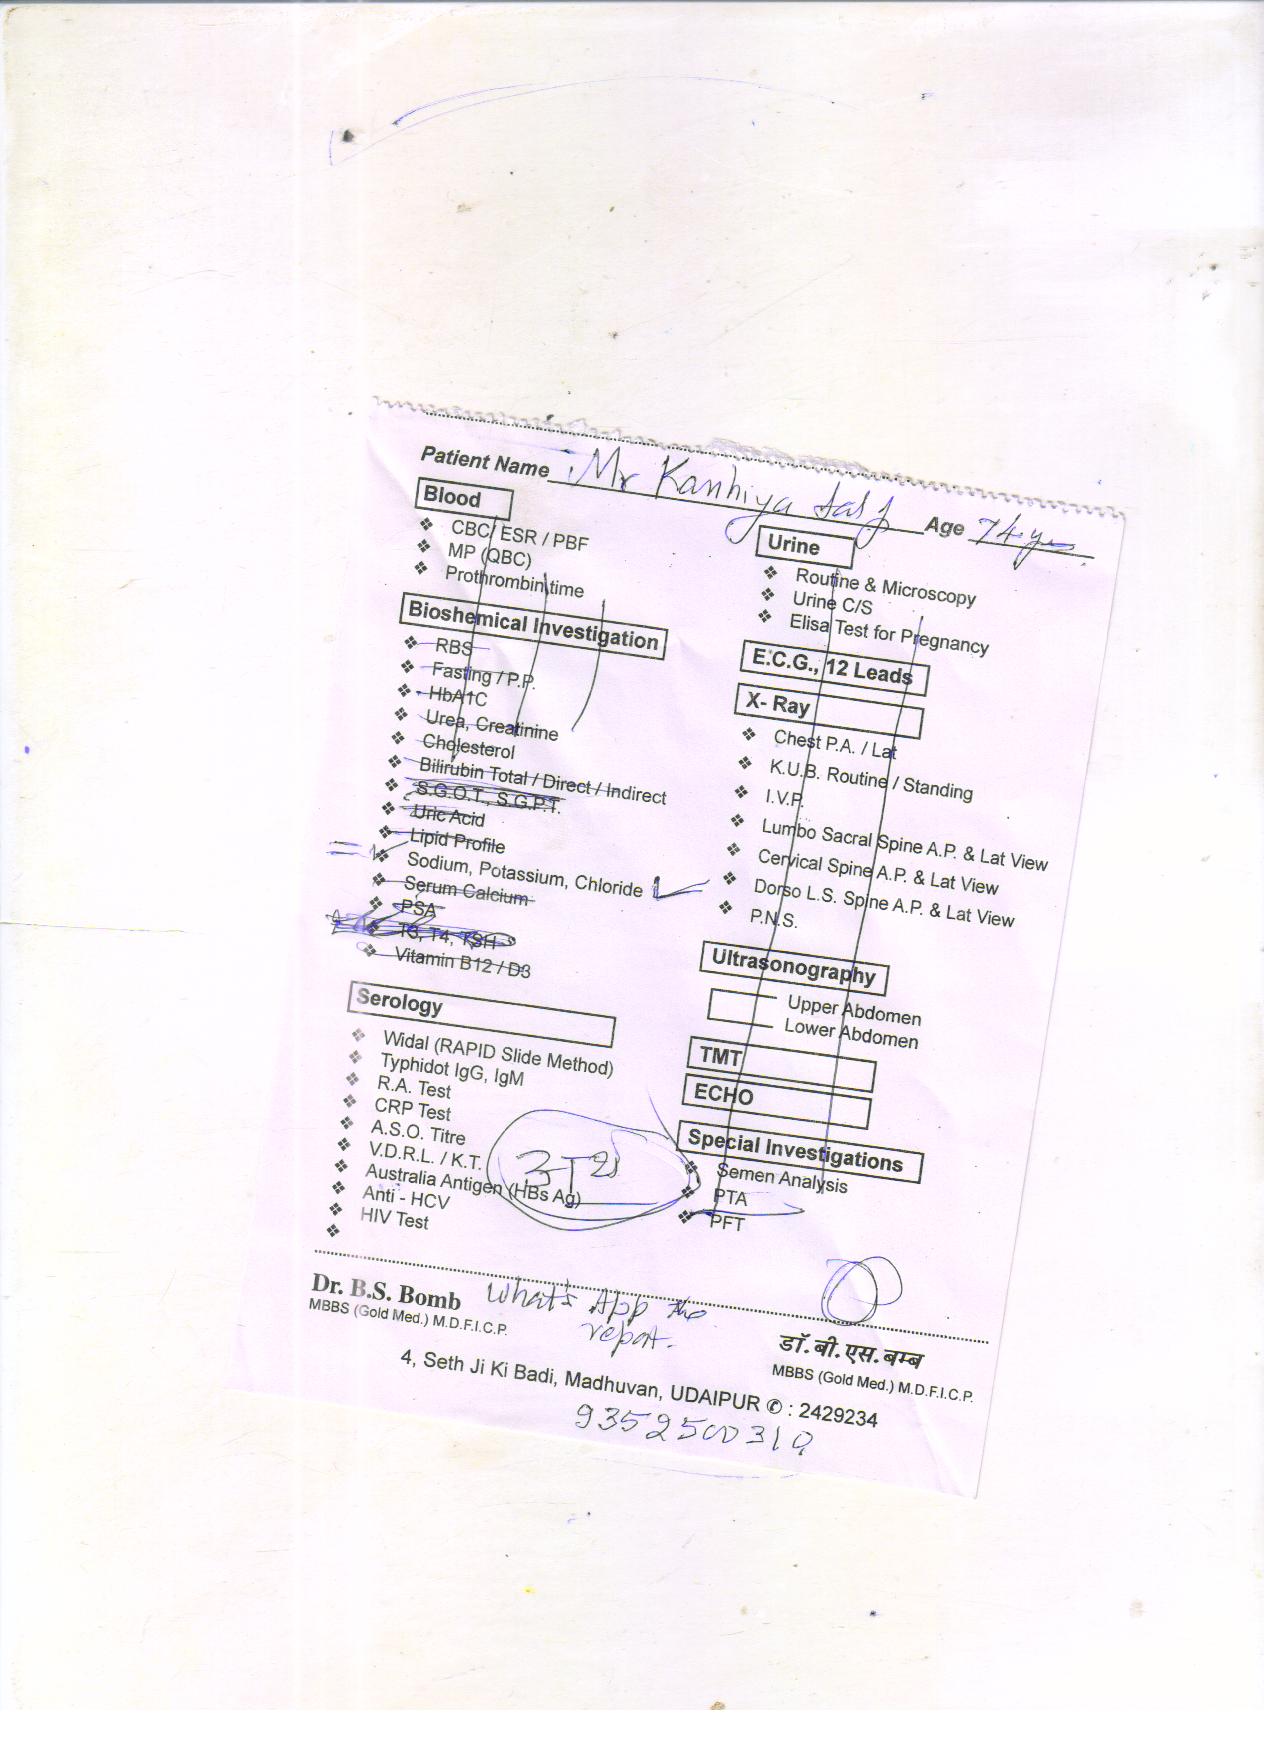 Patient Name Mr Kanhiya Lal J Age 74 yrs
Blood
CBC/ ESR / PBF
MP (QBC)
Prothrombin time
Bioshemical Investigation
RBS
Fasting / P.P.
HbA1C
Urea, Creatinine
Cholesterol
Bilirubin Total / Direct / Indirect
S.G.O.T., S.G.P.T.
Uric Acid
Lipid Profile
Sodium, Potassium, Chloride
Serum Calcium
PSA
T3, T4, TSH
Vitamin B12 / D3
Serology
Widal (RAPID Slide Method)
Typhidot IgG, IgM
R.A. Test
CRP Test
A.S.O. Titre
V.D.R.L. / K.T.
Australia Antigen (HBs Ag)
Anti - HCV
HIV Test
Urine
Routine & Microscopy
Urine C/S
Elisa Test for Pregnancy
E.C.G., 12 Leads
X- Ray
Chest P.A. / Lat
K.U.B. Routine / Standing
I.V.P.
Lumbo Sacral Spine A.P. & Lat View
Cervical Spine A.P. & Lat View
Dorso L.S. Spine A.P. & Lat View
P.N.S.
Ultrasonography
Upper Abdomen
Lower Abdomen
TMT
ECHO
Special Investigations
Semen Analysis
PTA
PFT
Dr. B.S. Bomb
MBBS (Gold Med.) M.D.F.I.C.P.
What's App the
report.
डॉ. बी. एस. बम्ब
MBBS (Gold Med.) M.D.F.I.C.P.
4, Seth Ji Ki Badi, Madhuvan, UDAIPUR ✆ : 2429234
9352500310